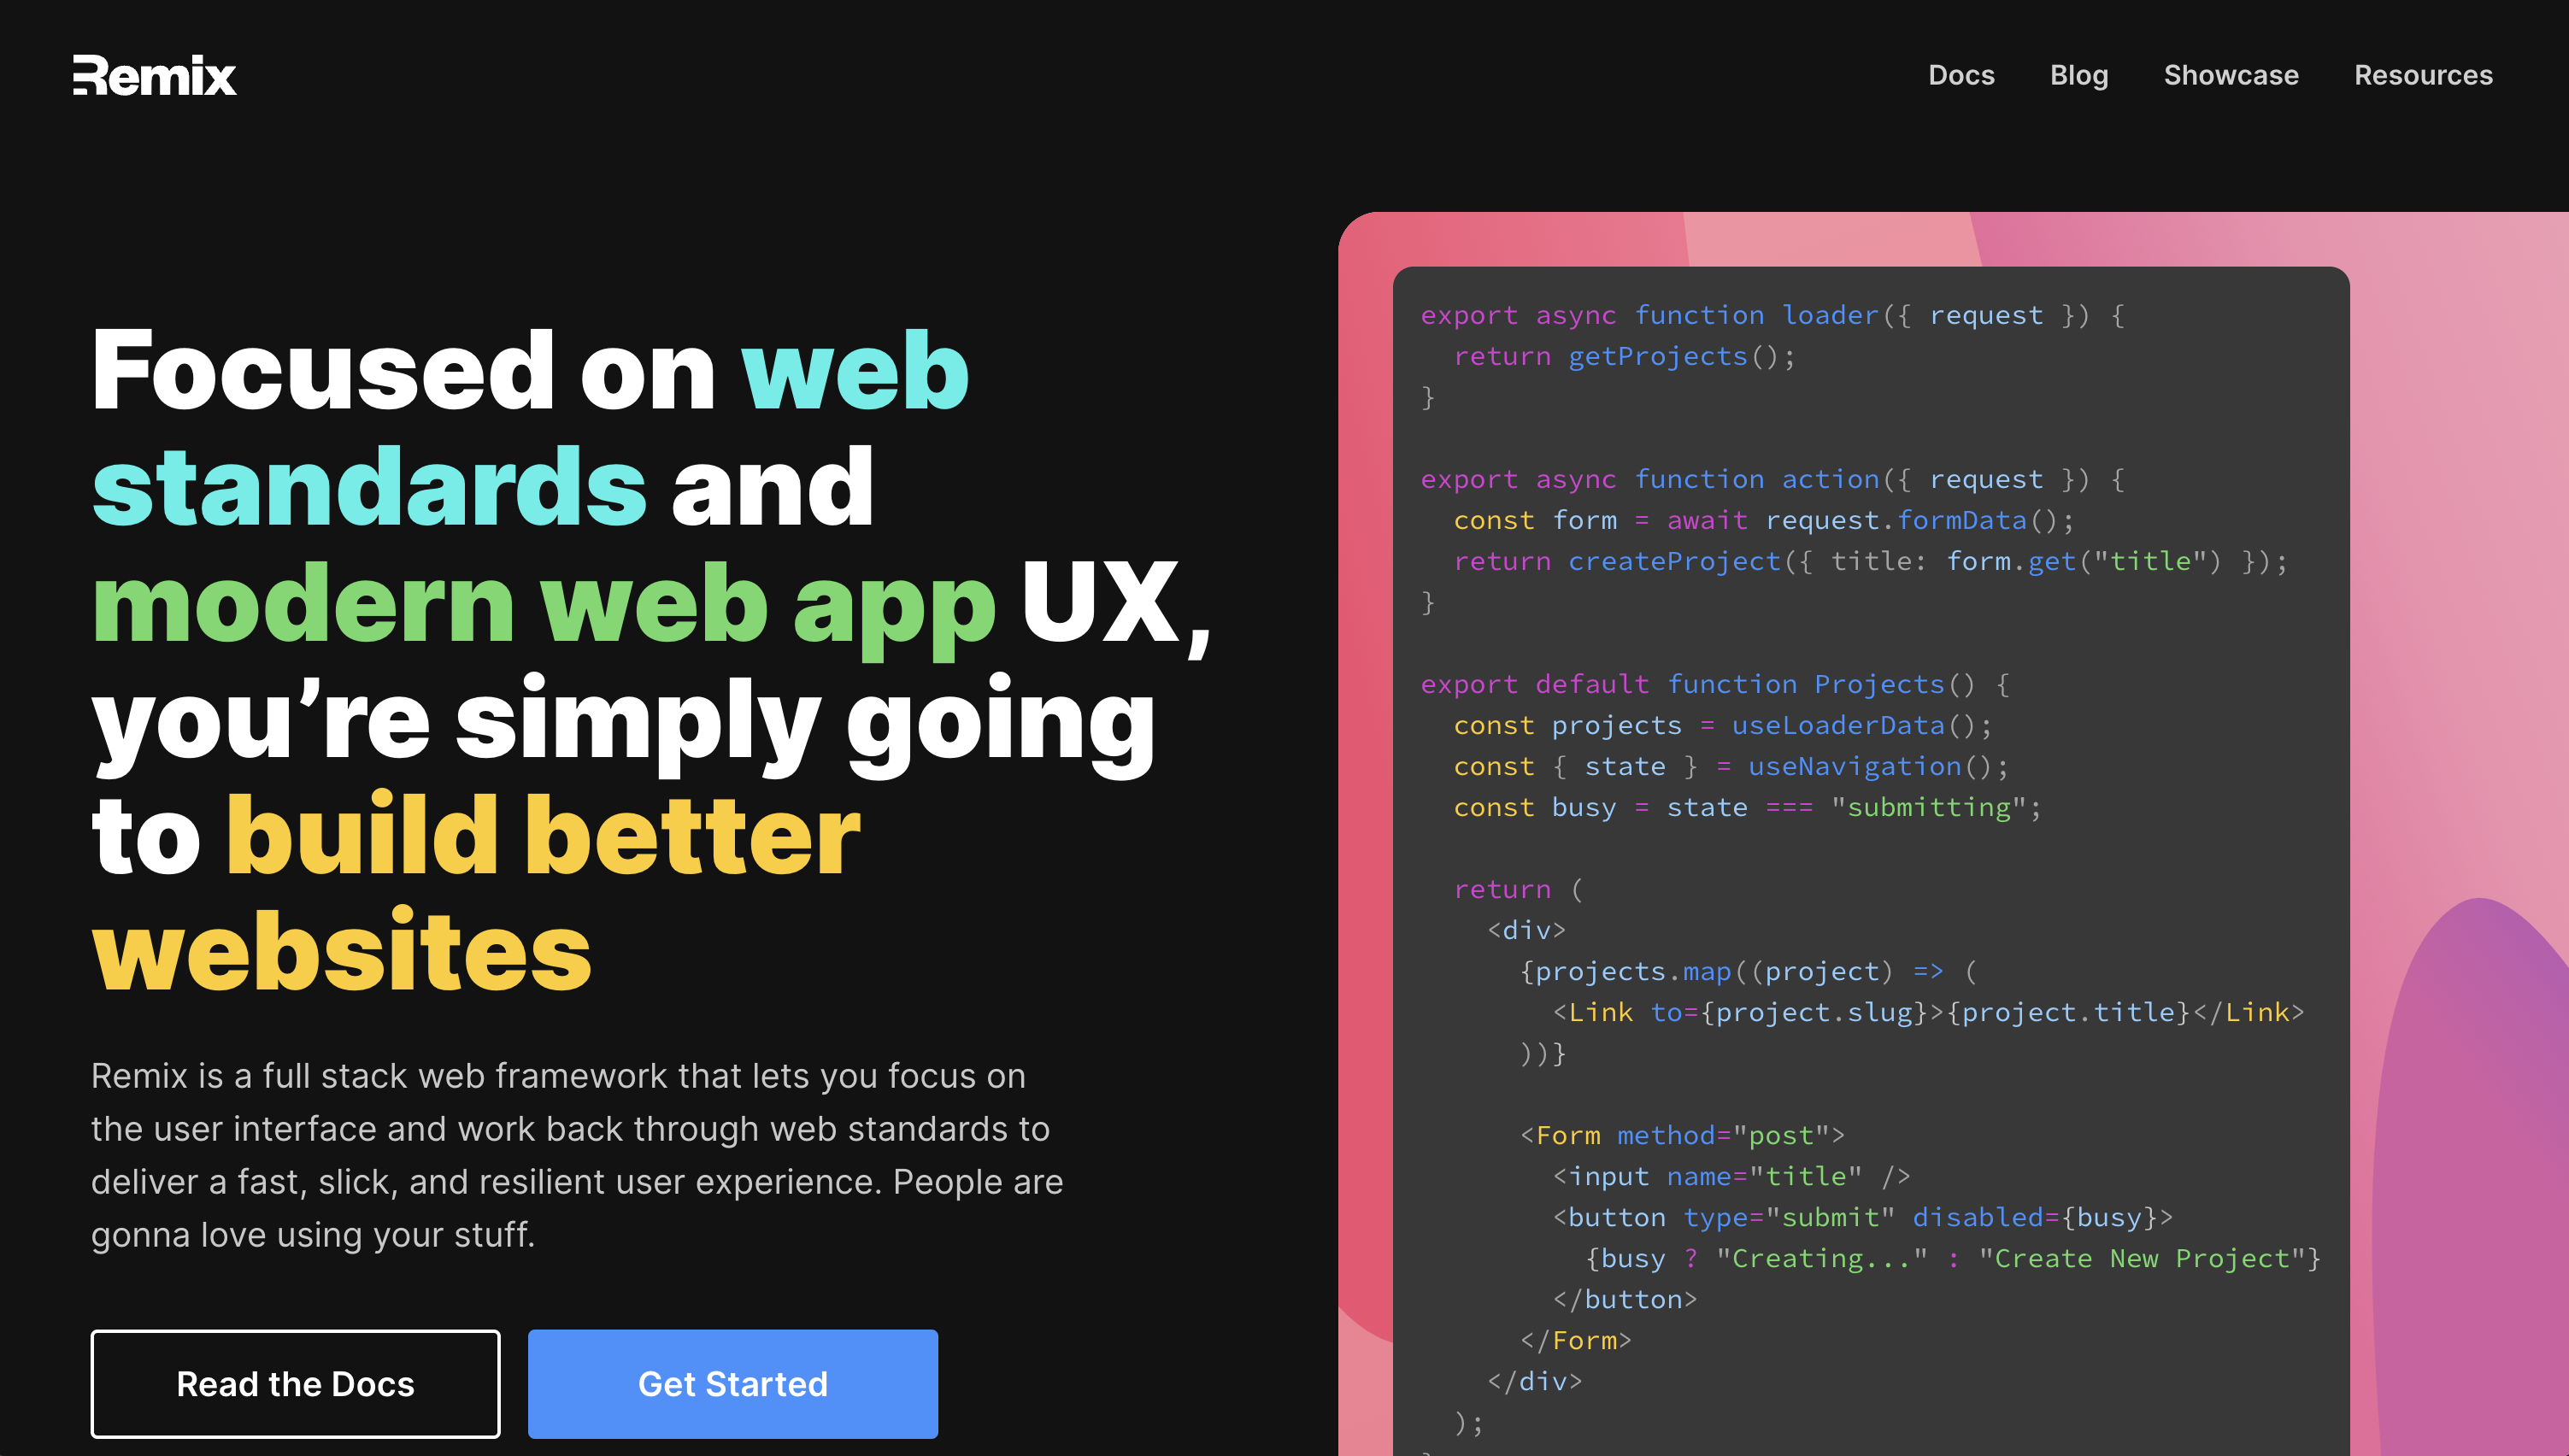 Remix
Docs Blog Showcase Resources
Focused on web
standards and
modern web app UX,
you’re simply going
to build better
websites
Remix is a full stack web framework that lets you focus on
the user interface and work back through web standards to
deliver a fast, slick, and resilient user experience. People are
gonna love using your stuff.
Read the Docs
Get Started
export async function loader({ request }) {
  return getProjects();
}

export async function action({ request }) {
  const form = await request.formData();
  return createProject({ title: form.get("title") });
}

export default function Projects() {
  const projects = useLoaderData();
  const { state } = useNavigation();
  const busy = state === "submitting";

  return (
    <div>
      {projects.map((project) => (
        <Link to={project.slug}>{project.title}</Link>
      ))}

      <Form method="post">
        <input name="title" />
        <button type="submit" disabled={busy}>
          {busy ? "Creating..." : "Create New Project"}
        </button>
      </Form>
    </div>
  );